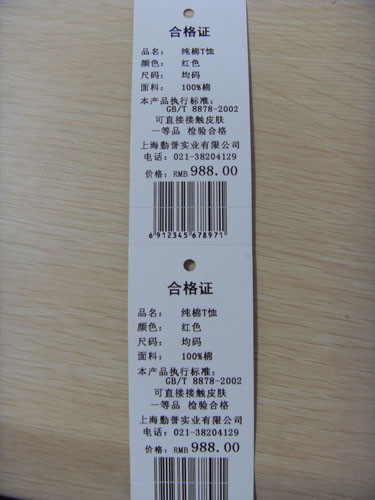 合格证
品名： 纯棉T恤
颜色： 红色
尺码： 均码
面料： 100%棉
本产品执行标准：
GB/T 8878-2002
可直接接触皮肤
一等品 检验合格
上海勤誉实业有限公司
电话：021-38204129
价格：RMB 988.00
6 912345 678971
合格证
品名： 纯棉T恤
颜色： 红色
尺码： 均码
面料： 100%棉
本产品执行标准：
GB/T 8878-2002
可直接接触皮肤
一等品 检验合格
上海勤誉实业有限公司
电话：021-38204129
价格：RMB 988.00